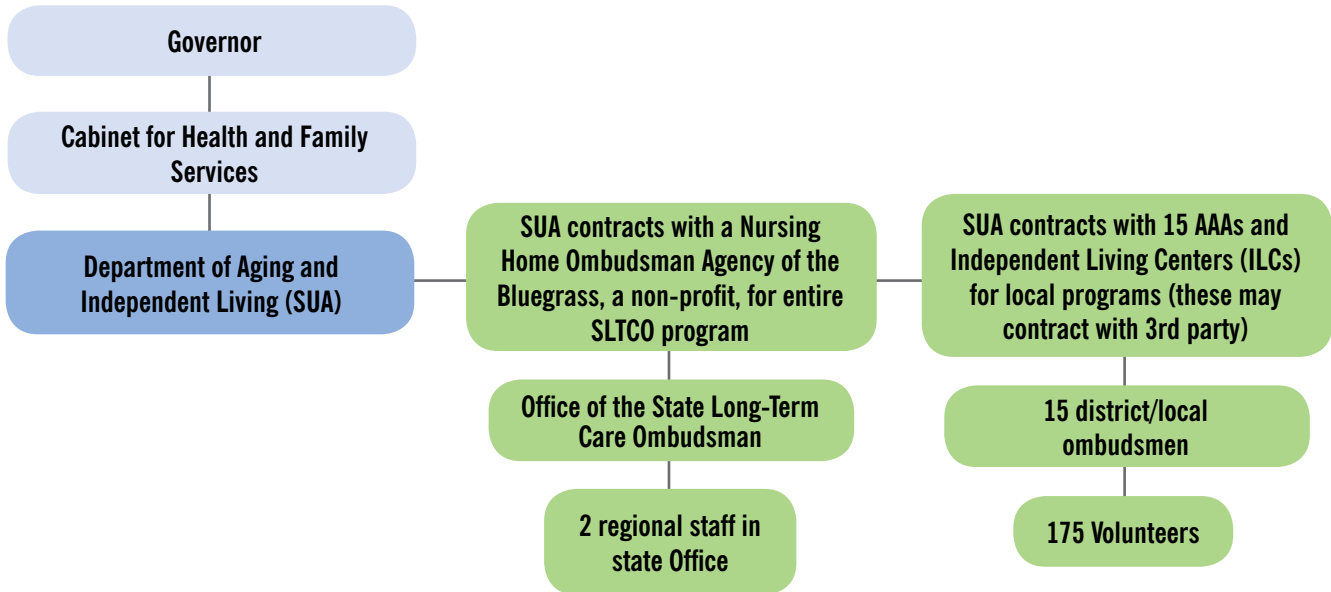 Governor
Cabinet for Health and Family
Services
Department of Aging and
Independent Living (SUA)
SUA contracts with a Nursing
Home Ombudsman Agency of the
Bluegrass, a non-profit, for entire
SLTCO program
Office of the State Long-Term
Care Ombudsman
2 regional staff in
state Office
SUA contracts with 15 AAAs and
Independent Living Centers (ILCs)
for local programs (these may
contract with 3rd party)
15 district/local
ombudsmen
175 Volunteers